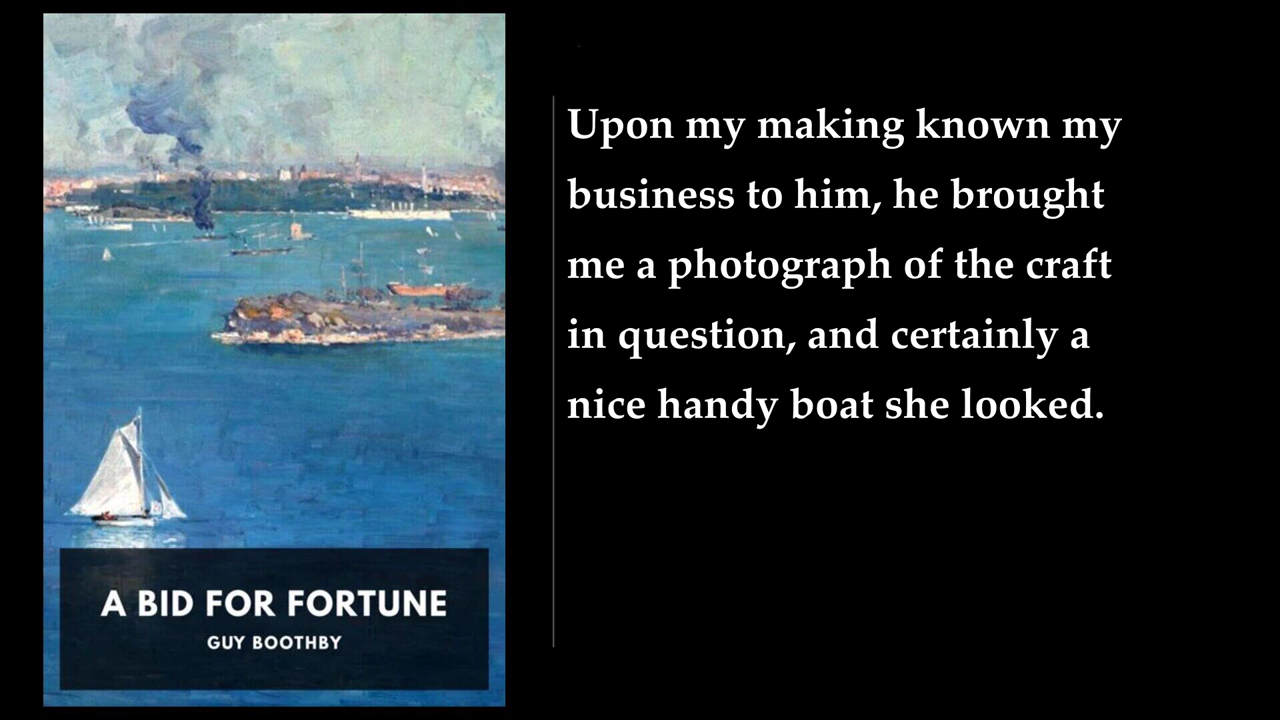 A BID FOR FORTUNE
GUY BOOTHBY
Upon my making known my
business to him, he brought
me a photograph of the craft
in question, and certainly a
nice handy boat she looked.